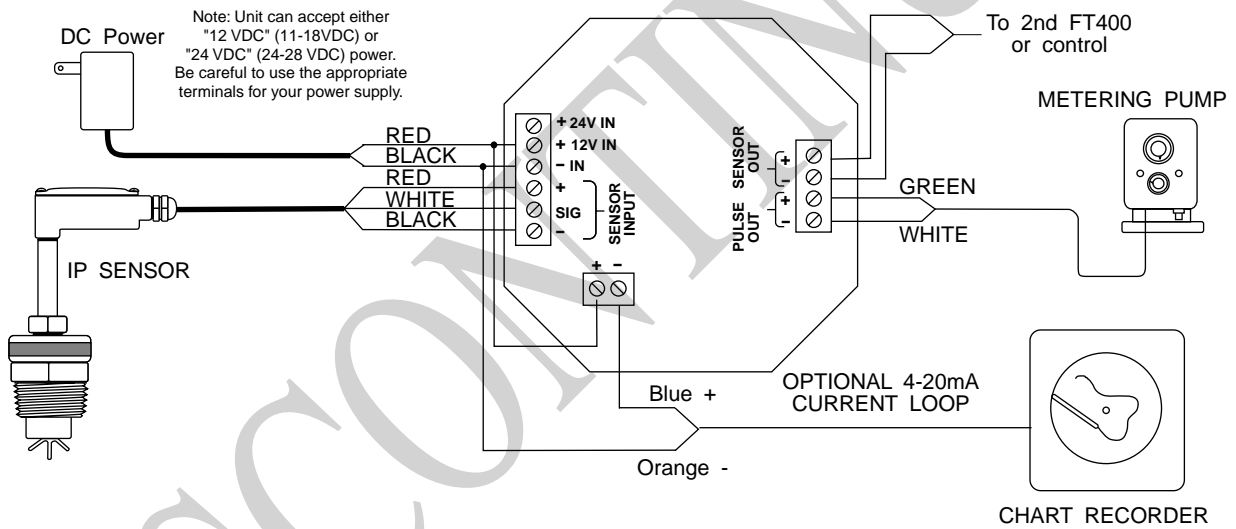 Note: Unit can accept either
"12 VDC" (11-18VDC) or
"24 VDC" (24-28 VDC) power.
Be careful to use the appropriate
terminals for your power supply.
DC Power
To 2nd FT400
or control
METERING PUMP
RED
BLACK
RED
WHITE
BLACK
+ 24V IN
+ 12V IN
- IN
+
SIG
-
SENSOR
INPUT
SENSOR
OUT
+
-
PULSE
OUT
+
-
GREEN
WHITE
IP SENSOR
+ -
Blue +
OPTIONAL 4-20mA
CURRENT LOOP
Orange -
CHART RECORDER